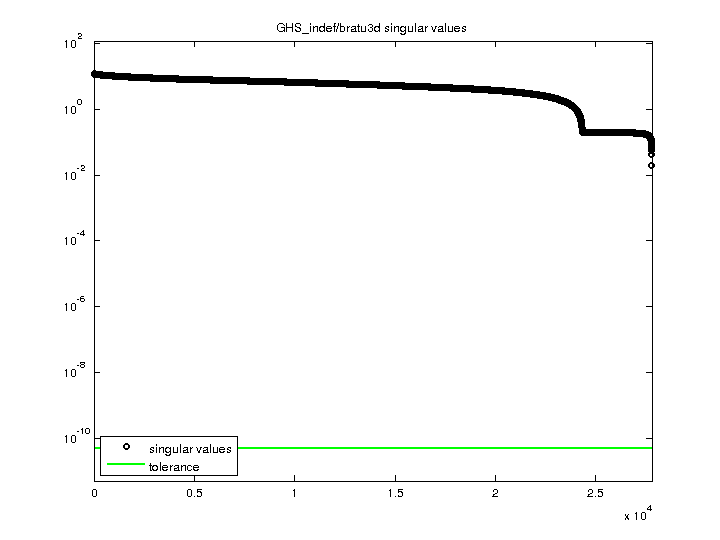 GHS_indef/bratu3d singular values
10^2
10^0
10^-2
10^-4
10^-6
10^-8
10^-10
singular values
tolerance
0 0.5 1 1.5 2 2.5
x 10^4